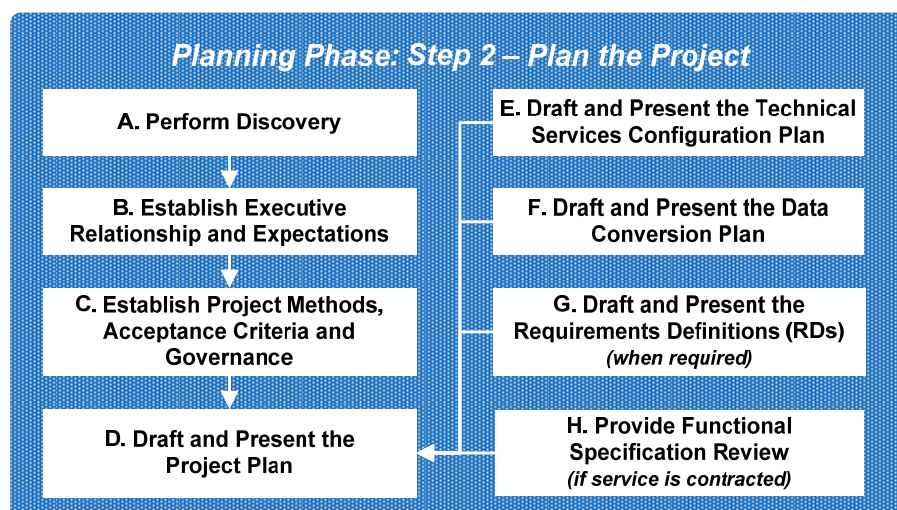 Planning Phase: Step 2 – Plan the Project
A. Perform Discovery
B. Establish Executive
Relationship and Expectations
C. Establish Project Methods,
Acceptance Criteria and
Governance
D. Draft and Present the
Project Plan
E. Draft and Present the Technical
Services Configuration Plan
F. Draft and Present the Data
Conversion Plan
G. Draft and Present the
Requirements Definitions (RDs)
(when required)
H. Provide Functional
Specification Review
(if service is contracted)